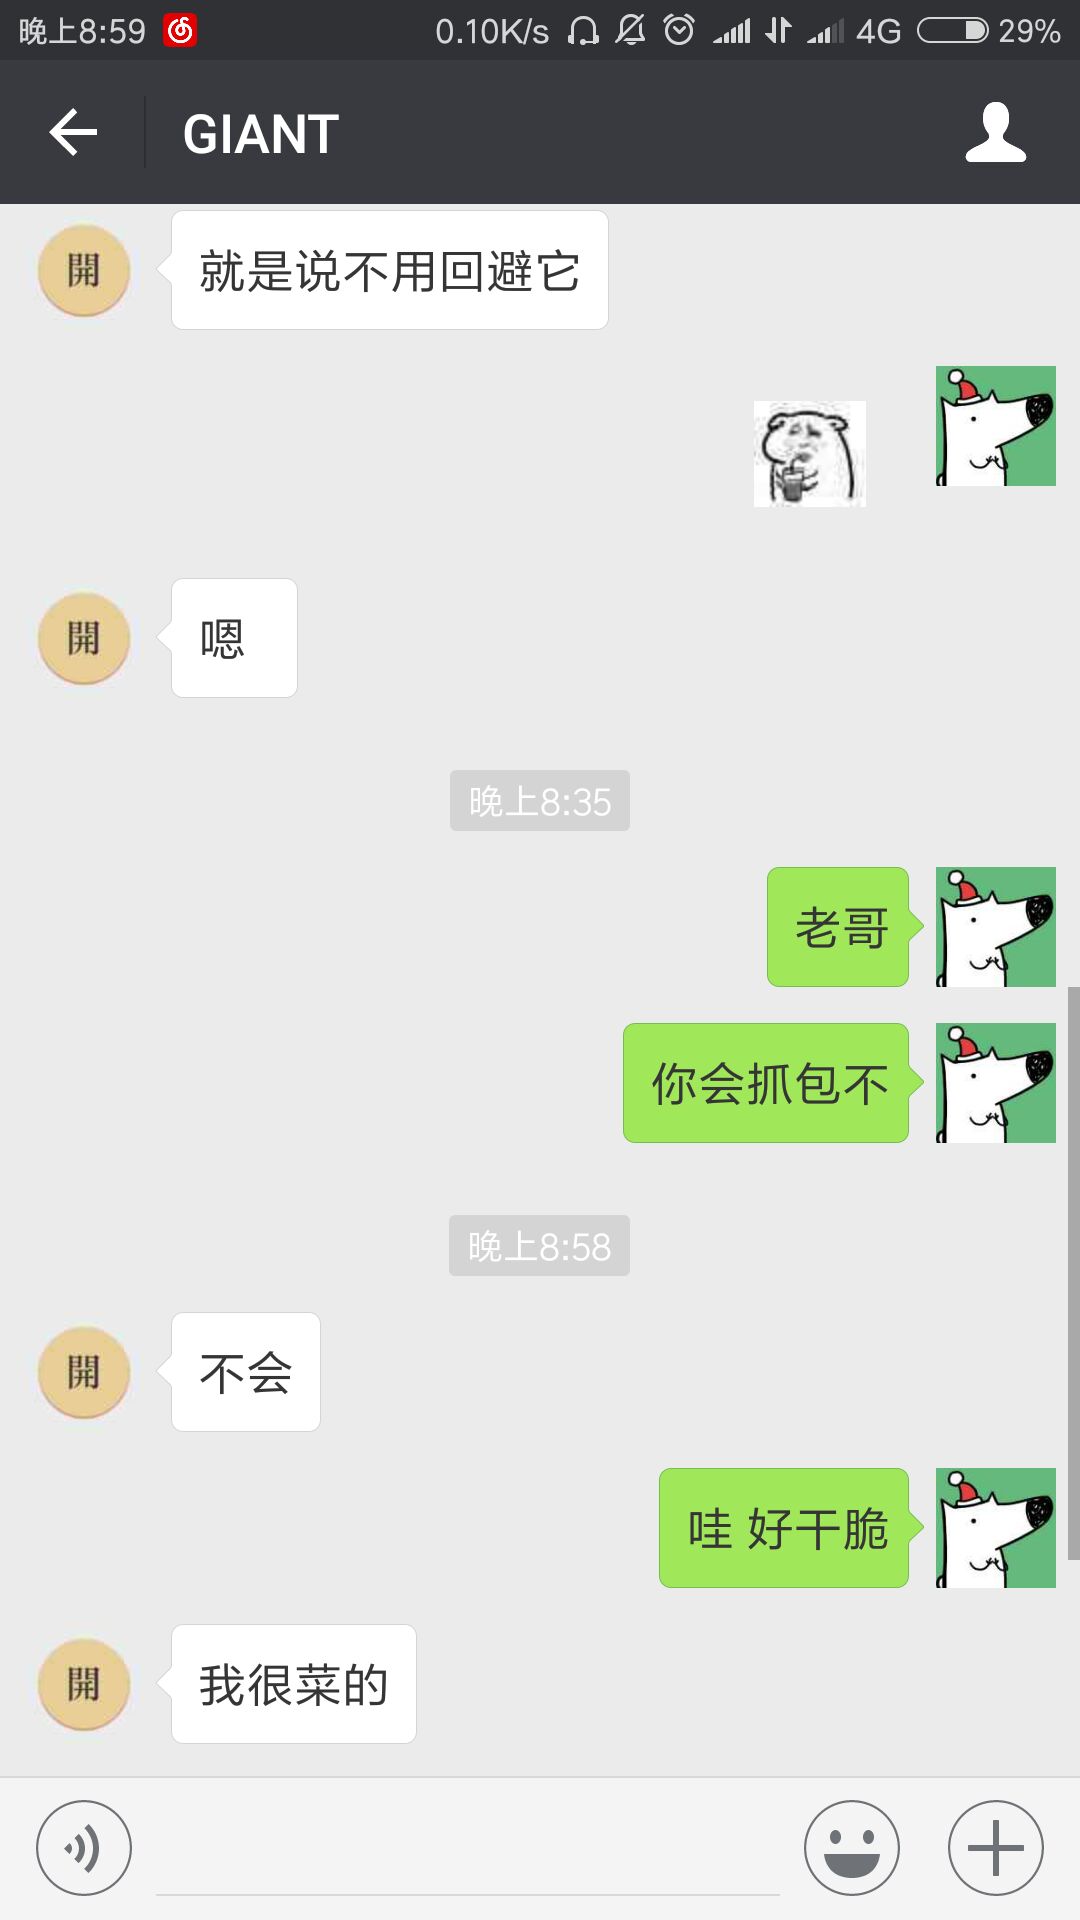 晚上8:59 0.10K/s 4G 29%
GIANT
開 就是说不用回避它
開 嗯
晚上8:35
老哥
你会抓包不
晚上8:58
開 不会
哇 好干脆
開 我很菜的